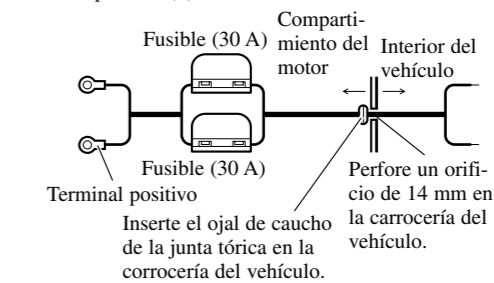 Comparti-
miento del
motor
Fusible (30 A)
Interior del
vehículo
Fusible (30 A)
Terminal positivo
Inserte el ojal de caucho
de la junta tórica en la
corrocería del vehículo.
Perfore un orifi-
cio de 14 mm en
la carrocería del
vehículo.